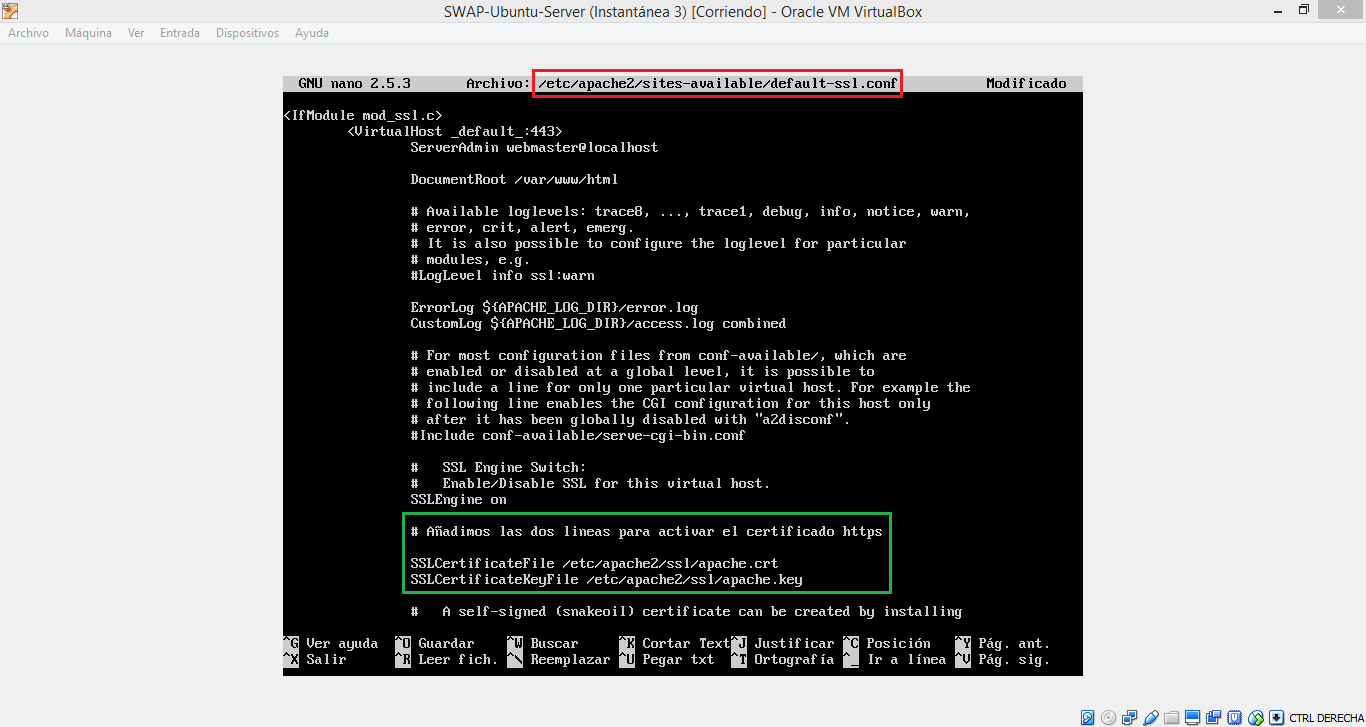 SWAP-Ubuntu-Server (Instantánea 3) [Corriendo] - Oracle VM VirtualBox
Archivo Máquina Ver Entrada Dispositivos Ayuda
GNU nano 2.5.3 Archivo: /etc/apache2/sites-available/default-ssl.conf Modificado
<IfModule mod_ssl.c>
<VirtualHost _default_:443>
ServerAdmin webmaster@localhost
DocumentRoot /var/www/html
# Available loglevels: trace8, ..., trace1, debug, info, notice, warn,
# error, crit, alert, emerg.
# It is also possible to configure the loglevel for particular
# modules, e.g.
#LogLevel info ssl:warn
ErrorLog ${APACHE_LOG_DIR}/error.log
CustomLog ${APACHE_LOG_DIR}/access.log combined
# For most configuration files from conf-available/, which are
# enabled or disabled at a global level, it is possible to
# include a line for only one particular virtual host. For example the
# following line enables the CGI configuration for this host only
# after it has been globally disabled with "a2disconf".
#Include conf-available/serve-cgi-bin.conf
# SSL Engine Switch:
# Enable/Disable SSL for this virtual host.
SSLEngine on
# Añadimos las dos lineas para activar el certificado https
SSLCertificateFile /etc/apache2/ssl/apache.crt
SSLCertificateKeyFile /etc/apache2/ssl/apache.key
# A self-signed (snakeoil) certificate can be created by installing
^G Ver ayuda ^O Guardar ^W Buscar ^K Cortar Text ^J Justificar ^C Posición ^Y Pág. ant.
^X Salir ^R Leer fich. ^\ Reemplazar ^U Pegar txt ^T Ortografía ^_ Ir a línea ^V Pág. sig.
CTRL DERECHA